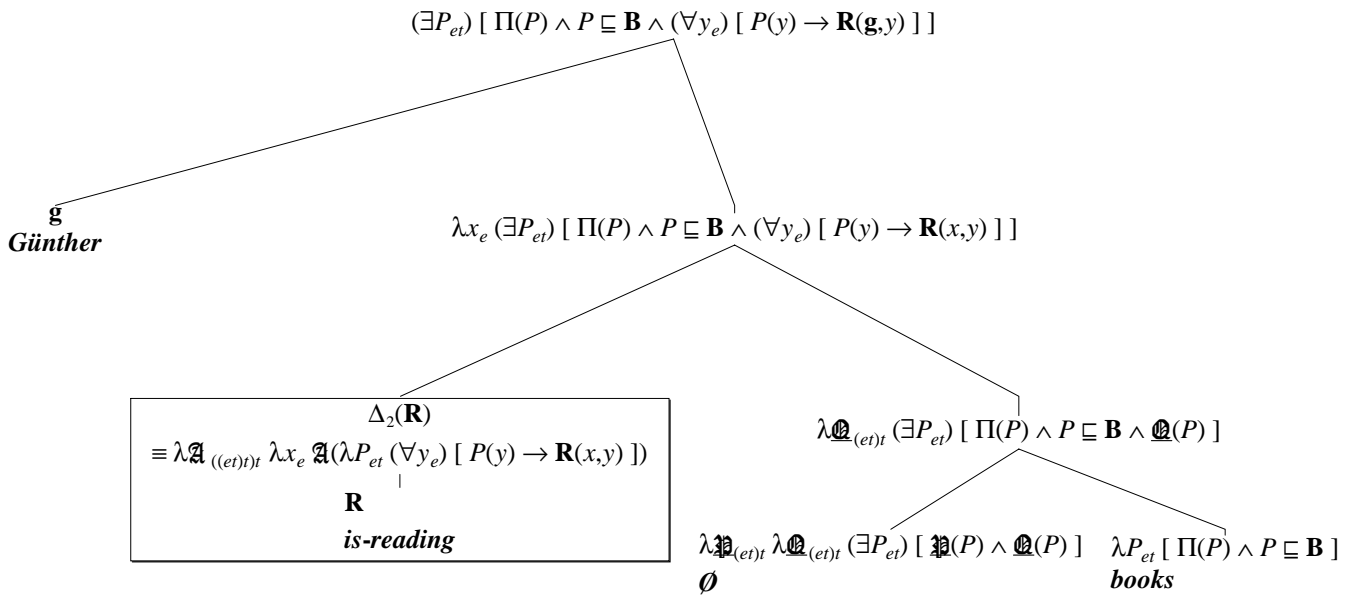 (∃P_et) [ Π(P) ∧ P ⊑ B ∧ (∀y_e) [ P(y) → R(g,y) ] ]
g
Günther
λx_e (∃P_et) [ Π(P) ∧ P ⊑ B ∧ (∀y_e) [ P(y) → R(x,y) ] ]
Δ₂(R)
≡ λ𝕬_((et)t)t λx_e 𝕬(λP_et (∀y_e) [ P(y) → R(x,y) ])
R
is-reading
λ𝕼_(et)t (∃P_et) [ Π(P) ∧ P ⊑ B ∧ 𝕼(P) ]
λ𝕻_(et)t λ𝕼_(et)t (∃P_et) [ 𝕻(P) ∧ 𝕼(P) ]
Ø
λP_et [ Π(P) ∧ P ⊑ B ]
books